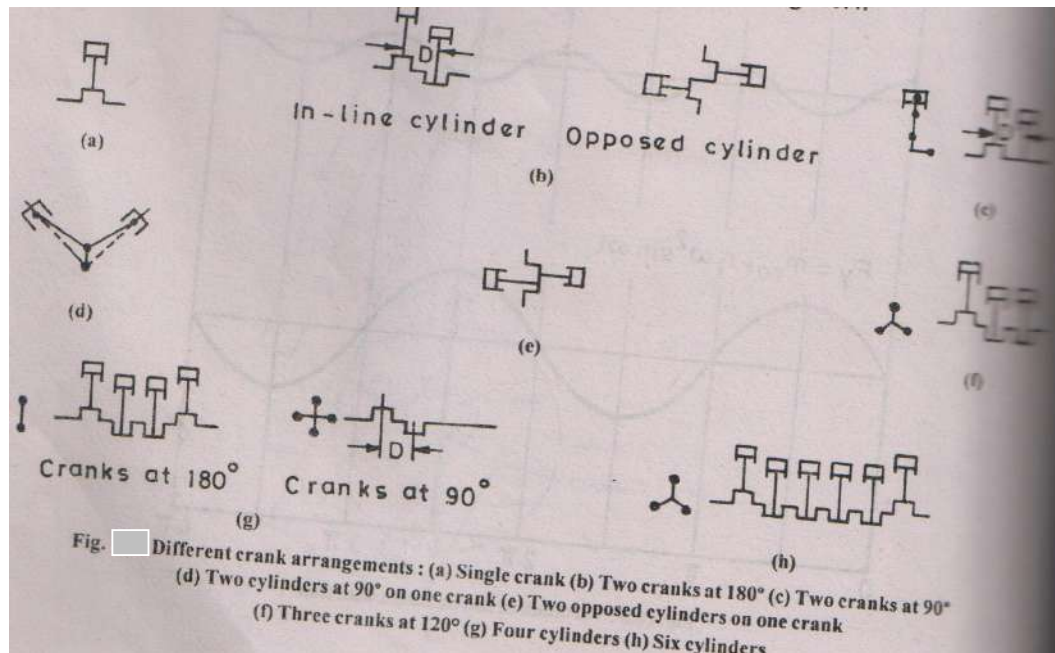 D
(a)
In-line cylinder
Opposed cylinder
(b)
D
(c)
(d)
(e)
(f)
Cranks at 180°
D
Cranks at 90°
(g)
(h)
Fig. Different crank arrangements : (a) Single crank (b) Two cranks at 180° (c) Two cranks at 90°
(d) Two cylinders at 90° on one crank (e) Two opposed cylinders on one crank
(f) Three cranks at 120° (g) Four cylinders (h) Six cylinders